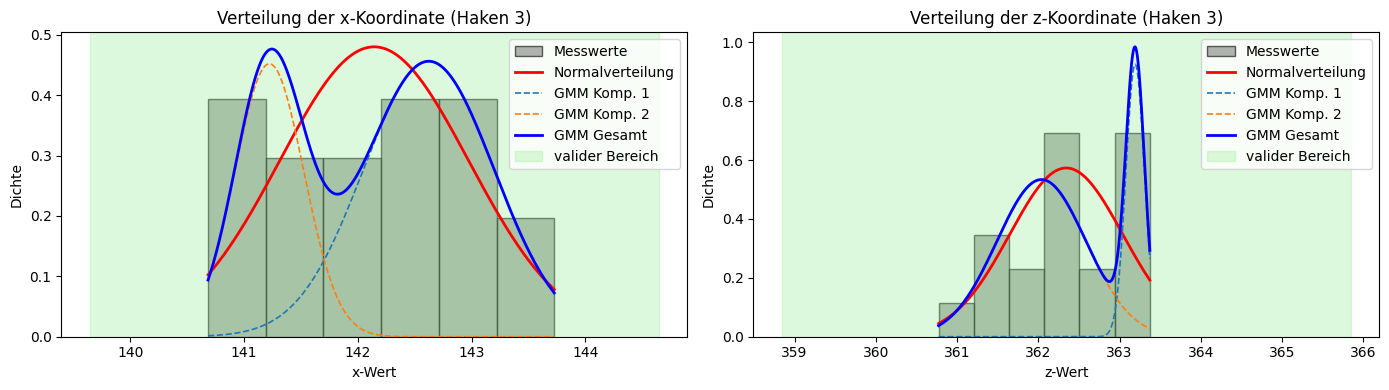 Verteilung der x-Koordinate (Haken 3)
0.5
0.4
0.3
0.2
0.1
0.0
Dichte
140 141 142 143 144
x-Wert
Messwerte
Normalverteilung
GMM Komp. 1
GMM Komp. 2
GMM Gesamt
valider Bereich
Verteilung der z-Koordinate (Haken 3)
1.0
0.8
0.6
0.4
0.2
0.0
Dichte
359 360 361 362 363 364 365 366
z-Wert
Messwerte
Normalverteilung
GMM Komp. 1
GMM Komp. 2
GMM Gesamt
valider Bereich